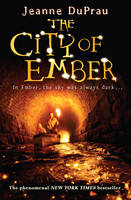 Jeanne DuPrau
THE
CITY OF
EMBER
In Ember, the sky was always dark...
The phenomenal NEW YORK TIMES bestseller